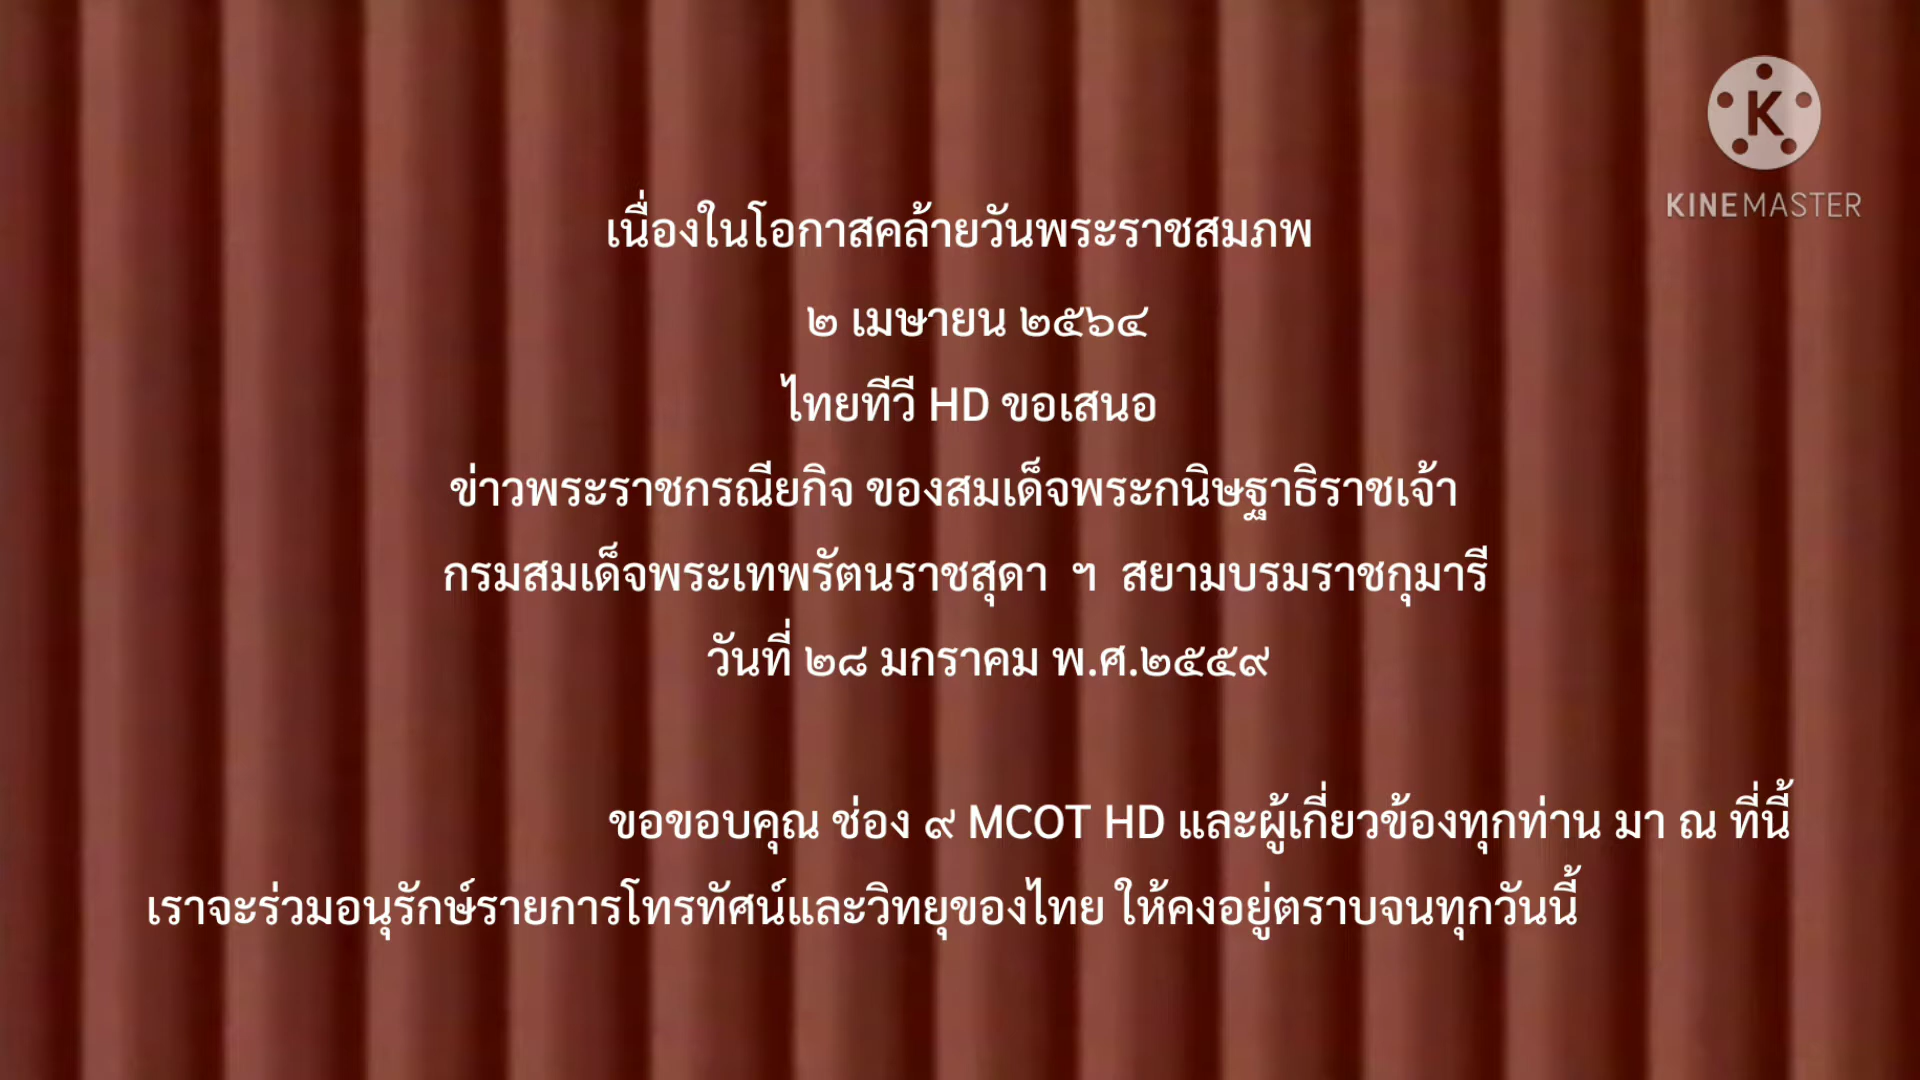 KINEMASTER
เนื่องในโอกาสคล้ายวันพระราชสมภพ
๒ เมษายน ๒๕๖๔
ไทยทีวี HD ขอเสนอ
ข่าวพระราชกรณียกิจ ของสมเด็จพระกนิษฐาธิราชเจ้า
กรมสมเด็จพระเทพรัตนราชสุดา ฯ สยามบรมราชกุมารี
วันที่ ๒๘ มกราคม พ.ศ.๒๕๕๙
ขอขอบคุณ ช่อง ๙ MCOT HD และผู้เกี่ยวข้องทุกท่าน มา ณ ที่นี้
เราจะร่วมอนุรักษ์รายการโทรทัศน์และวิทยุของไทย ให้คงอยู่ตราบจนทุกวันนี้